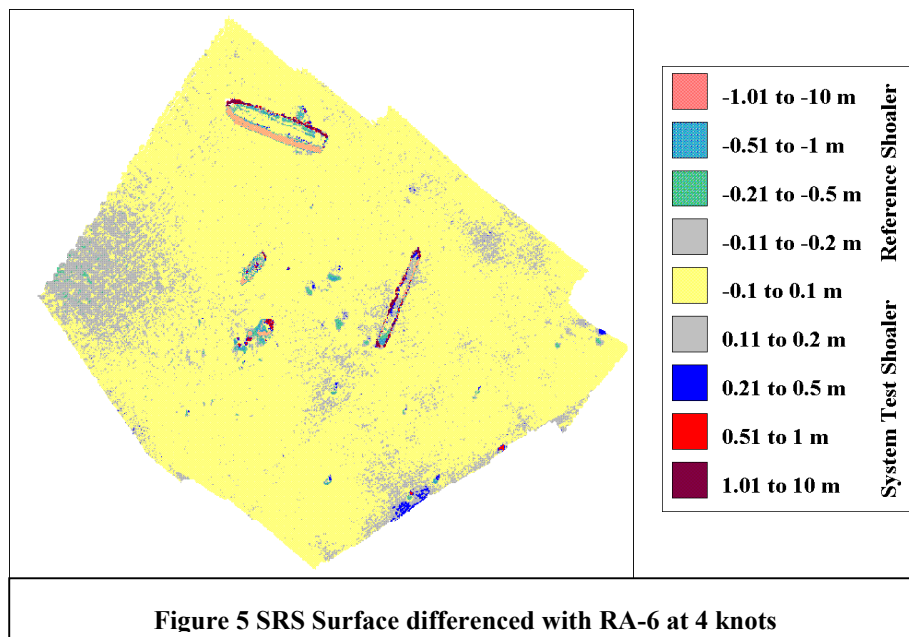 -1.01 to -10 m
-0.51 to -1 m
-0.21 to -0.5 m
-0.11 to -0.2 m
-0.1 to 0.1 m
0.11 to 0.2 m
0.21 to 0.5 m
0.51 to 1 m
1.01 to 10 m
Reference Shoaler
System Test Shoaler
Figure 5 SRS Surface differenced with RA-6 at 4 knots